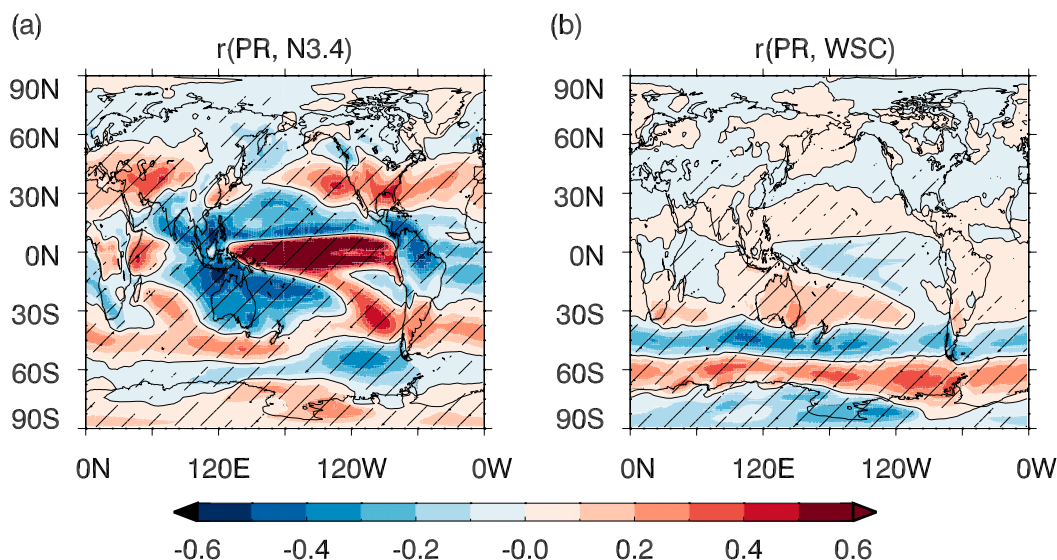 (a)
r(PR, N3.4)
90N
60N
30N
0N
30S
60S
90S
0N 120E 120W 0W
(b)
r(PR, WSC)
90N
60N
30N
0N
30S
60S
90S
0N 120E 120W 0W
-0.6 -0.4 -0.2 -0.0 0.2 0.4 0.6